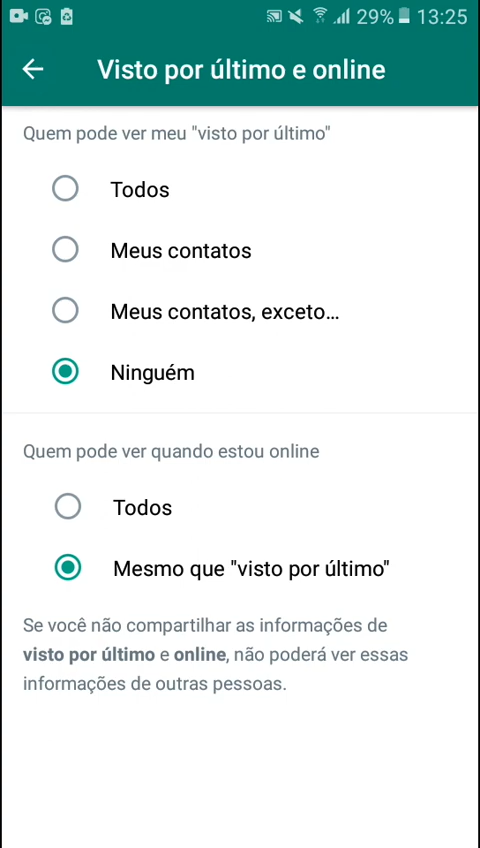 29% 13:25
Visto por último e online
Quem pode ver meu "visto por último"
Todos
Meus contatos
Meus contatos, exceto...
Ninguém
Quem pode ver quando estou online
Todos
Mesmo que "visto por último"
Se você não compartilhar as informações de
visto por último e online, não poderá ver essas
informações de outras pessoas.